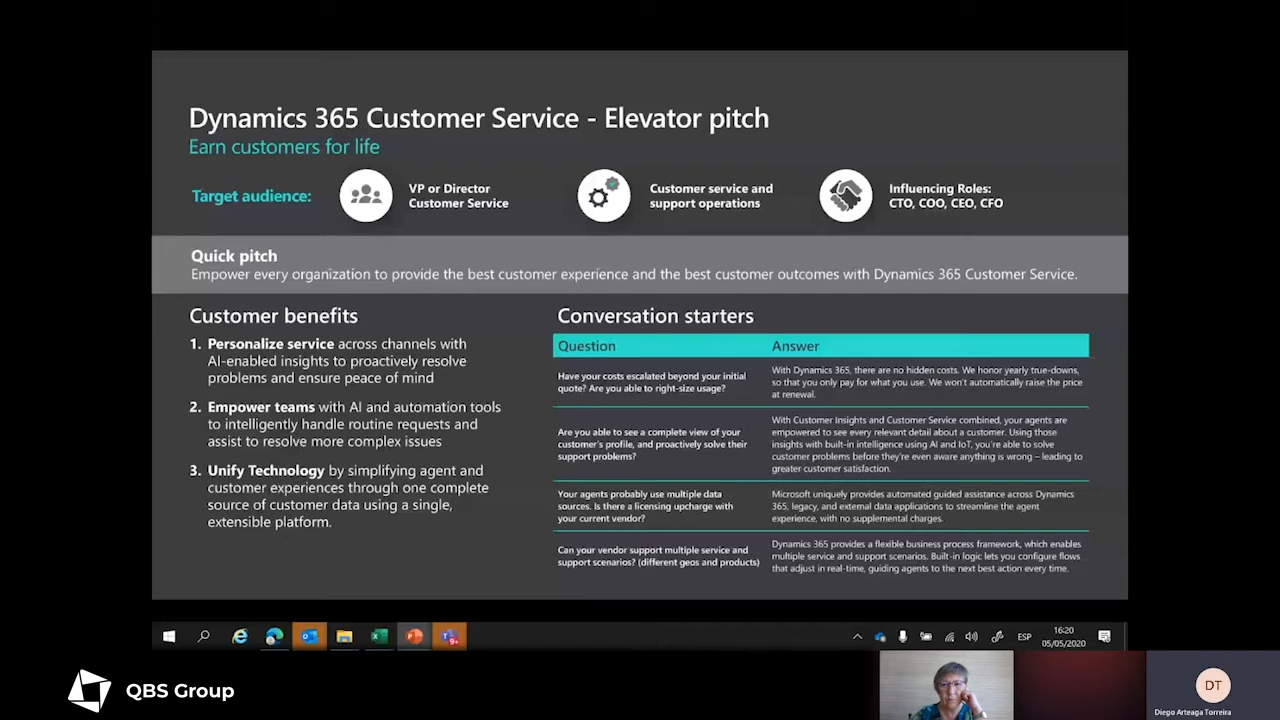 Dynamics 365 Customer Service - Elevator pitch
Earn customers for life
Target audience:
VP or Director
Customer Service
Customer service and
support operations
Influencing Roles:
CTO, COO, CEO, CFO
Quick pitch
Empower every organization to provide the best customer experience and the best customer outcomes with Dynamics 365 Customer Service.
Customer benefits
1. Personalize service across channels with
AI-enabled insights to proactively resolve
problems and ensure peace of mind
2. Empower teams with AI and automation tools
to intelligently handle routine requests and
assist to resolve more complex issues
3. Unify Technology by simplifying agent and
customer experiences through one complete
source of customer data using a single,
extensible platform.
Conversation starters
Question
Answer
Have your costs escalated beyond your initial
quote? Are you able to right-size usage?
With Dynamics 365, there are no hidden costs. We honor yearly true-downs,
so that you only pay for what you use. We won't automatically raise the price
at renewal.
Are you able to see a complete view of your
customer's profile, and proactively solve their
support problems?
With Customer Insights and Customer Service combined, your agents are
empowered to see every relevant detail about a customer. Using those
insights with built-in intelligence using AI and IoT, you're able to solve
customer problems before they're even aware anything is wrong – leading to
greater customer satisfaction.
Your agents probably use multiple data
sources. Is there a licensing upcharge with
your current vendor?
Microsoft uniquely provides automated guided assistance across Dynamics
365, legacy, and external data applications to streamline the agent
experience, with no supplemental charges.
Can your vendor support multiple service and
support scenarios? (different geos and products)
Dynamics 365 provides a flexible business process framework, which enables
multiple service and support scenarios. Built-in logic lets you configure flows
that adjust in real-time, guiding agents to the next best action every time.
ESP
16:20
05/05/2020
QBS Group
DT
Diego Arteaga Torreira